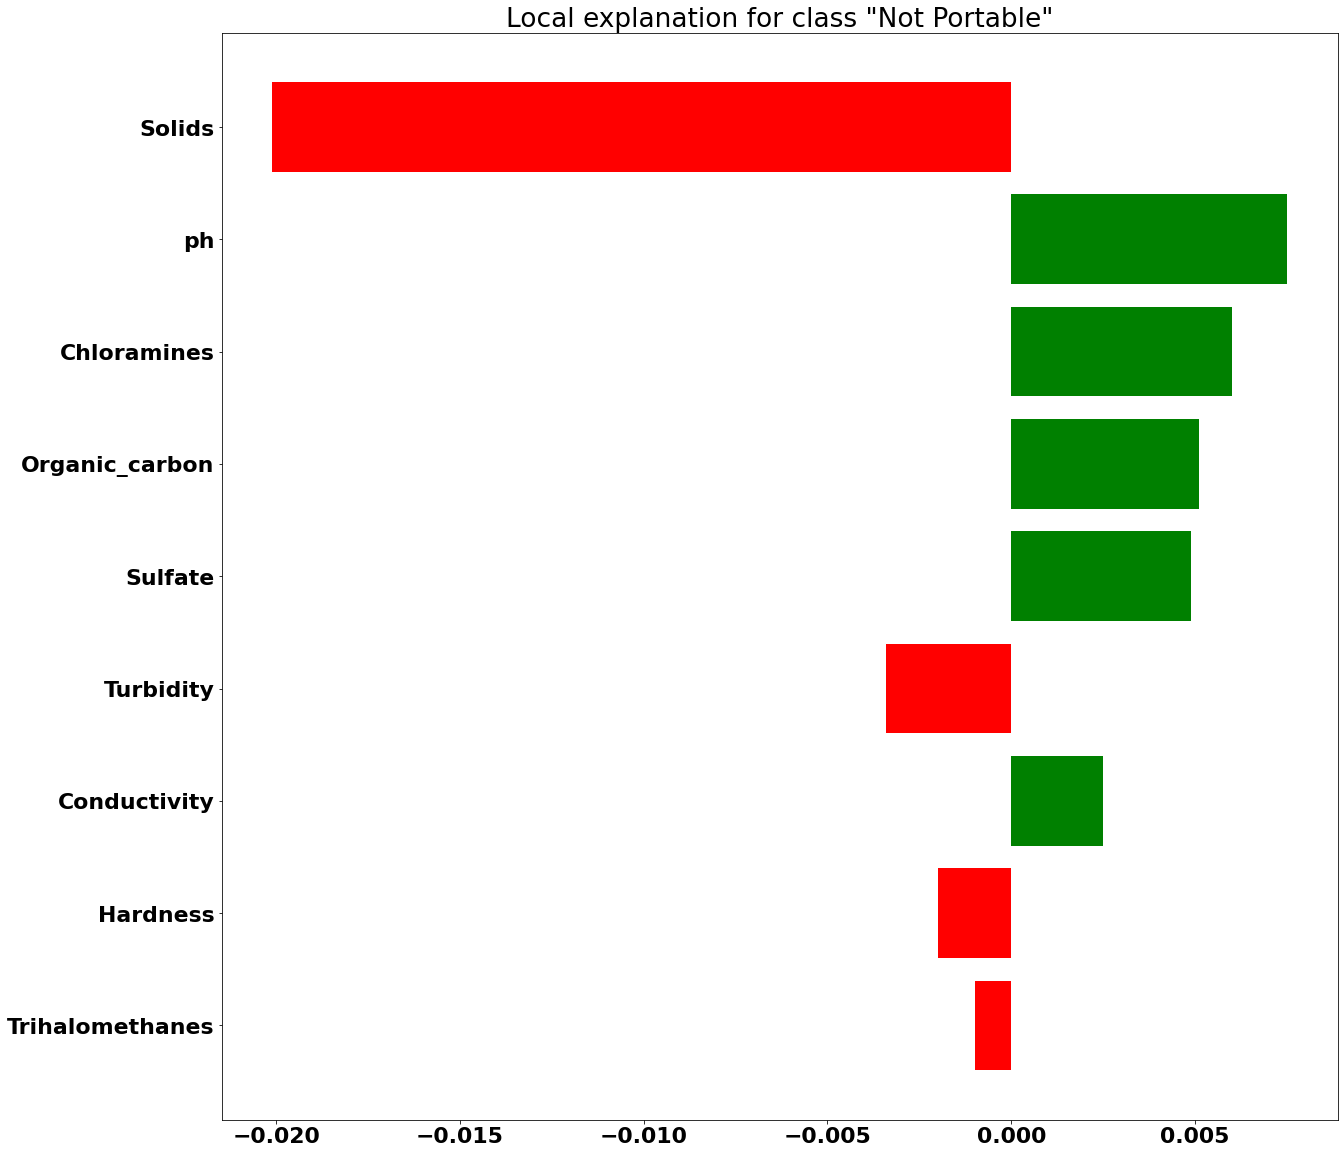 Local explanation for class "Not Portable"
Solids
ph
Chloramines
Organic_carbon
Sulfate
Turbidity
Conductivity
Hardness
Trihalomethanes
−0.020 −0.015 −0.010 −0.005 0.000 0.005